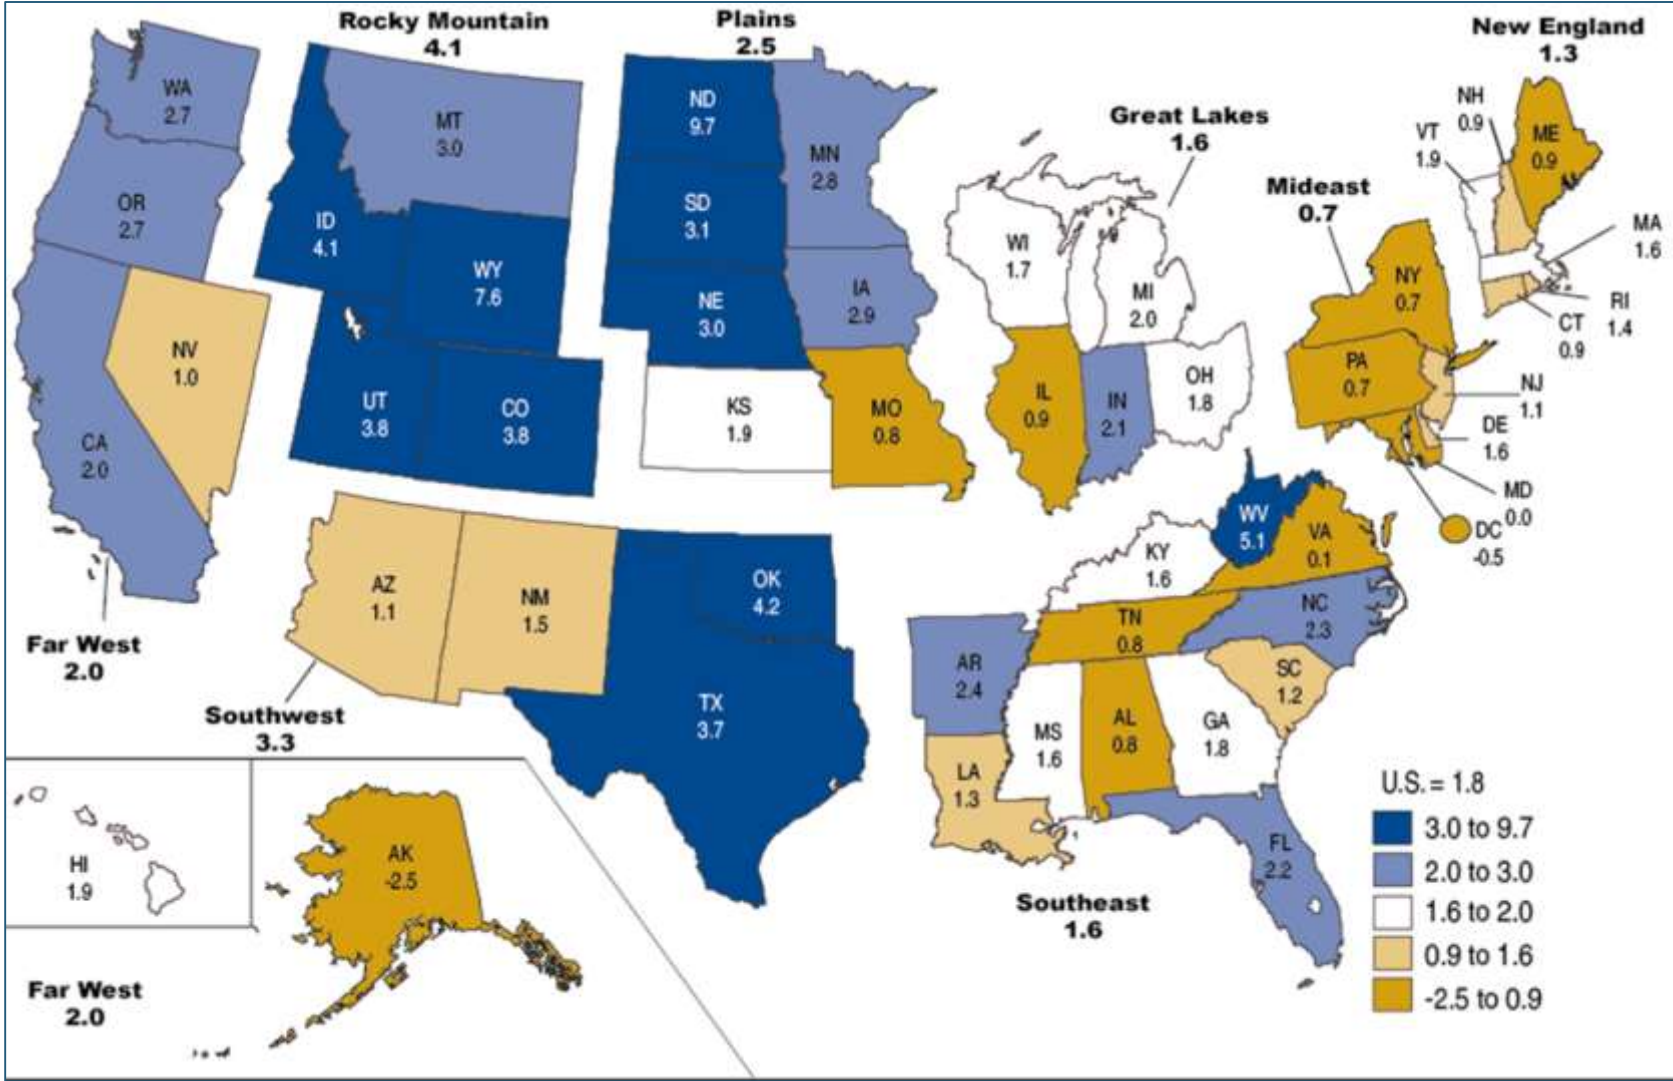 Rocky Mountain
4.1
Plains
2.5
New England
1.3
Great Lakes
1.6
Mideast
0.7
WA
2.7
OR
2.7
CA
2.0
NV
1.0
ID
4.1
MT
3.0
WY
7.6
UT
3.8
CO
3.8
ND
9.7
SD
3.1
NE
3.0
KS
1.9
MN
2.8
IA
2.9
MO
0.8
WI
1.7
MI
2.0
IL
0.9
IN
2.1
OH
1.8
NH
0.9
VT
1.9
ME
0.9
MA
1.6
RI
1.4
CT
0.9
NY
0.7
PA
0.7
NJ
1.1
DE
1.6
MD
0.0
DC
-0.5
Far West
2.0
AZ
1.1
NM
1.5
OK
4.2
TX
3.7
Southwest
3.3
WV
5.1
VA
0.1
KY
1.6
TN
0.8
NC
2.3
SC
1.2
AR
2.4
LA
1.3
MS
1.6
AL
0.8
GA
1.8
FL
2.2
Southeast
1.6
HI
1.9
AK
-2.5
Far West
2.0
U.S. = 1.8
3.0 to 9.7
2.0 to 3.0
1.6 to 2.0
0.9 to 1.6
-2.5 to 0.9